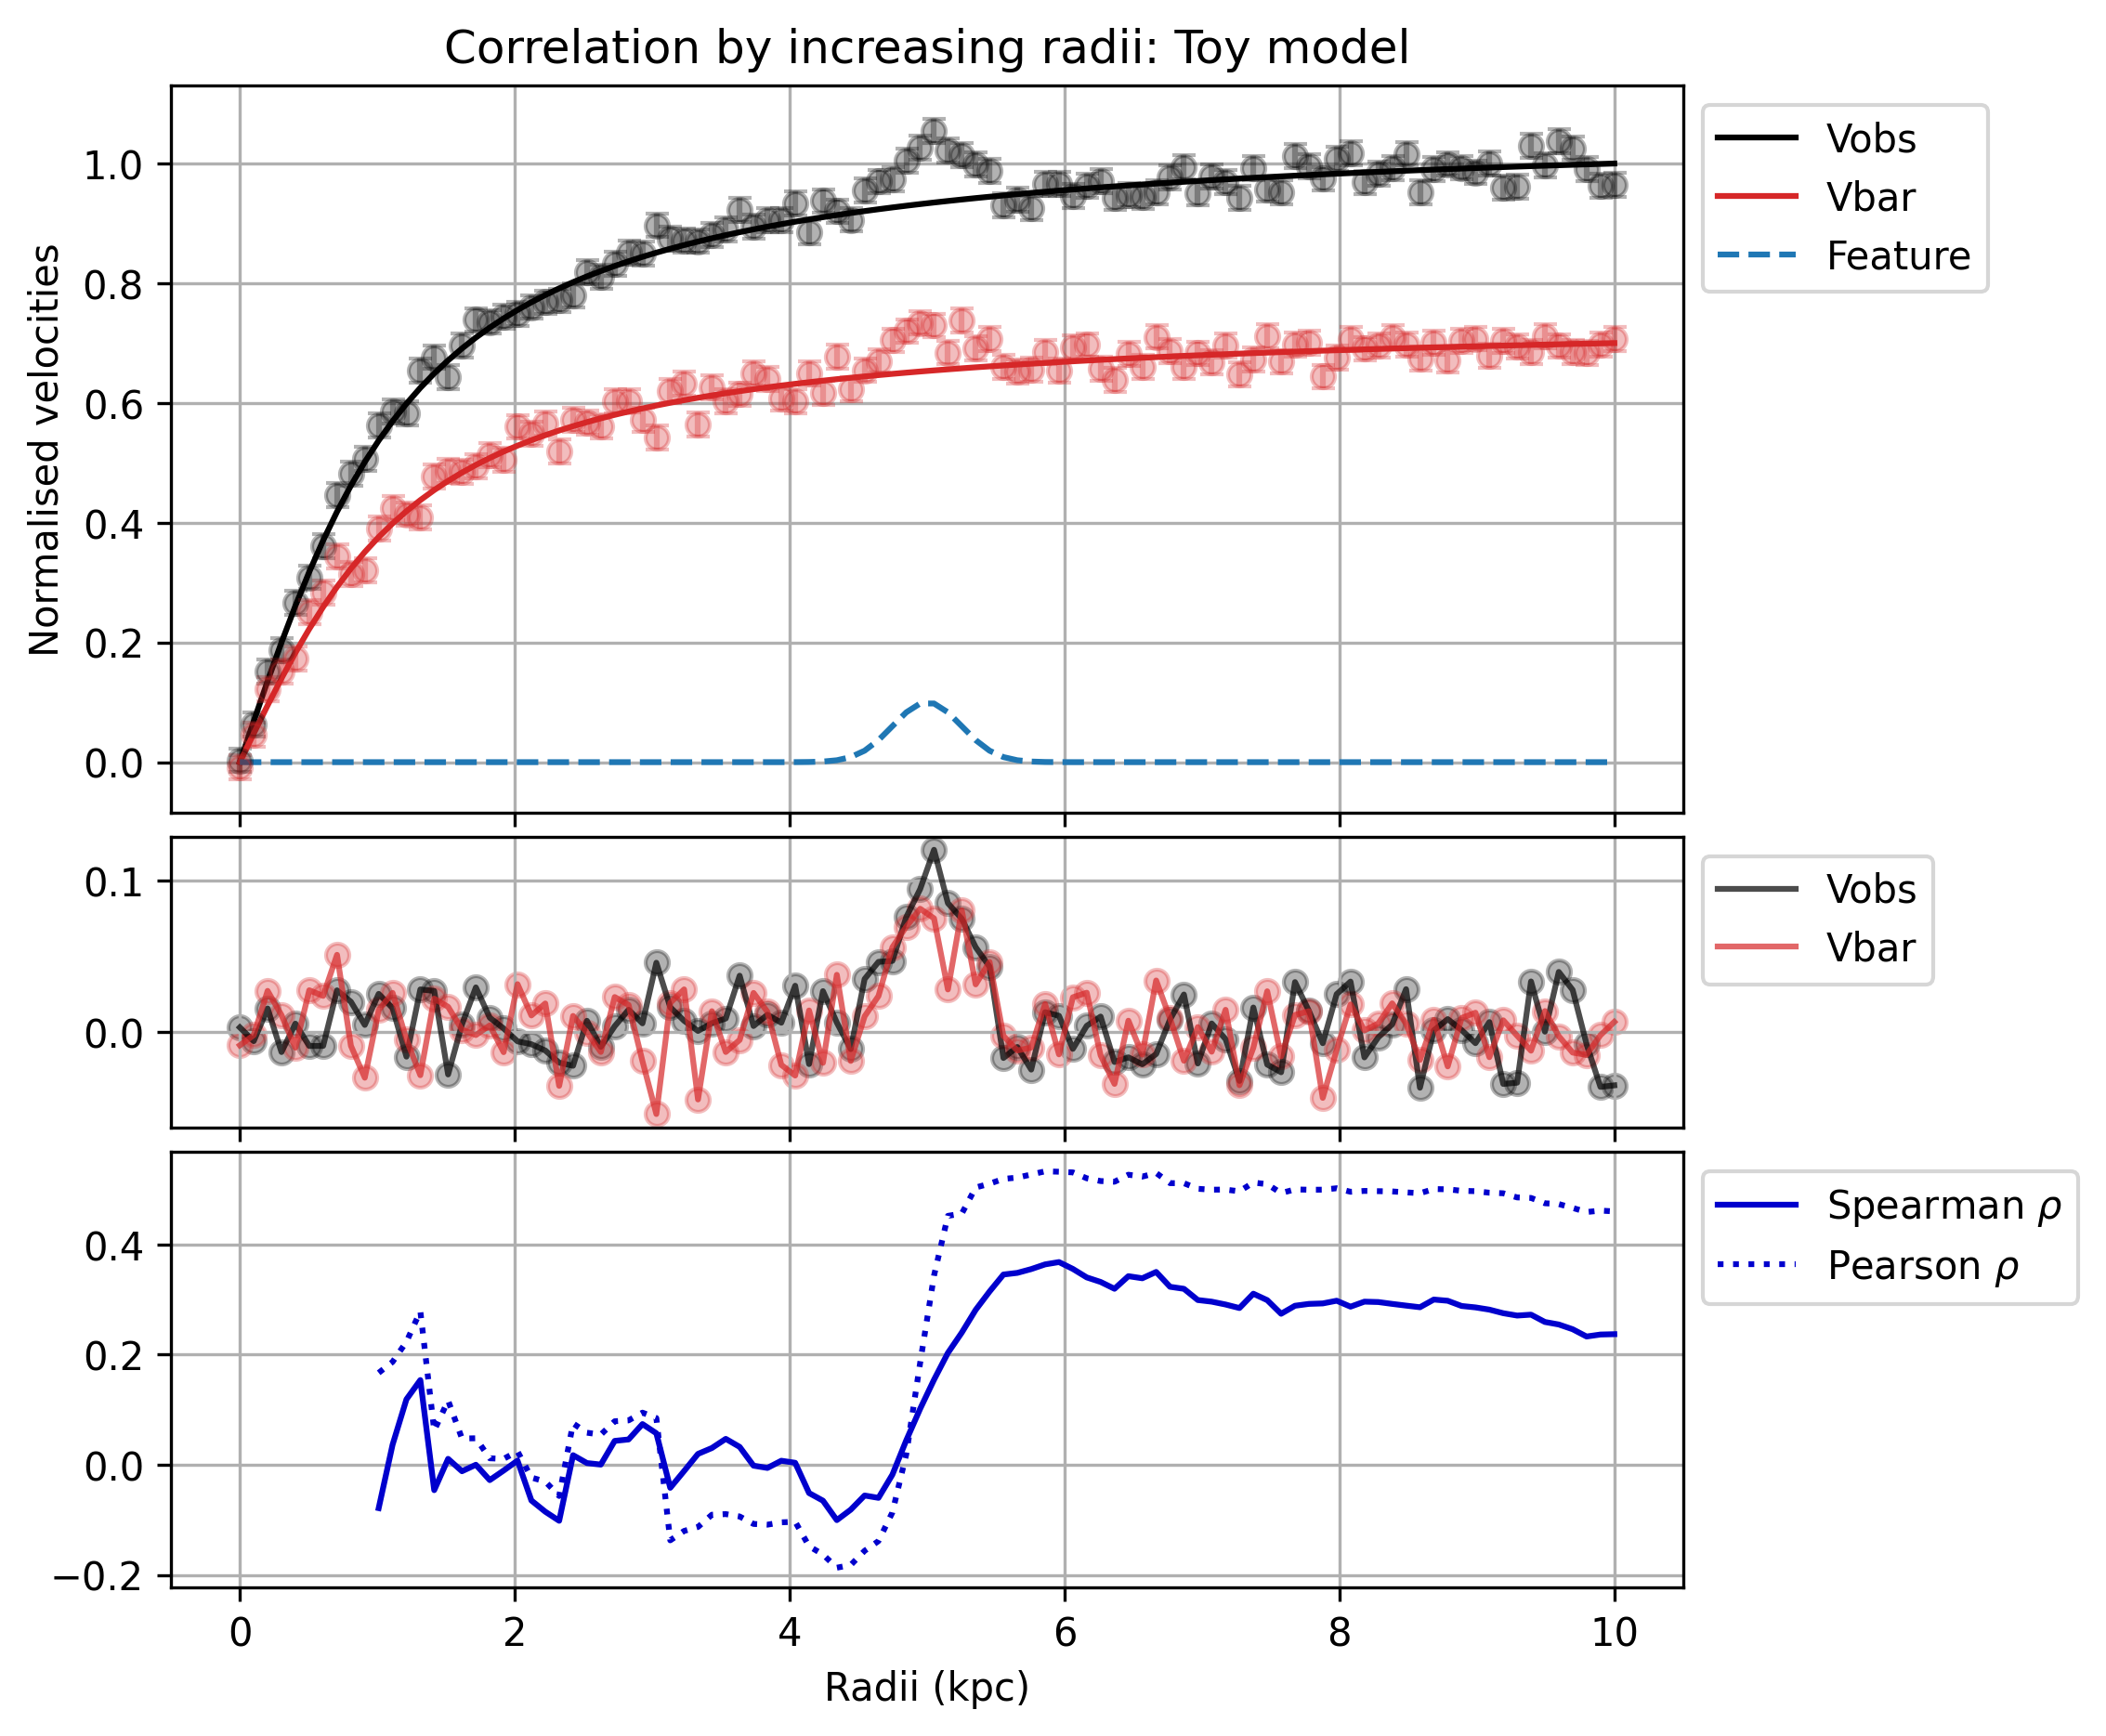 Correlation by increasing radii: Toy model
Normalised velocities
1.0
0.8
0.6
0.4
0.2
0.0
Vobs
Vbar
Feature
0.1
0.0
Vobs
Vbar
0.4
0.2
0.0
−0.2
Spearman ρ
Pearson ρ
0 2 4 6 8 10
Radii (kpc)